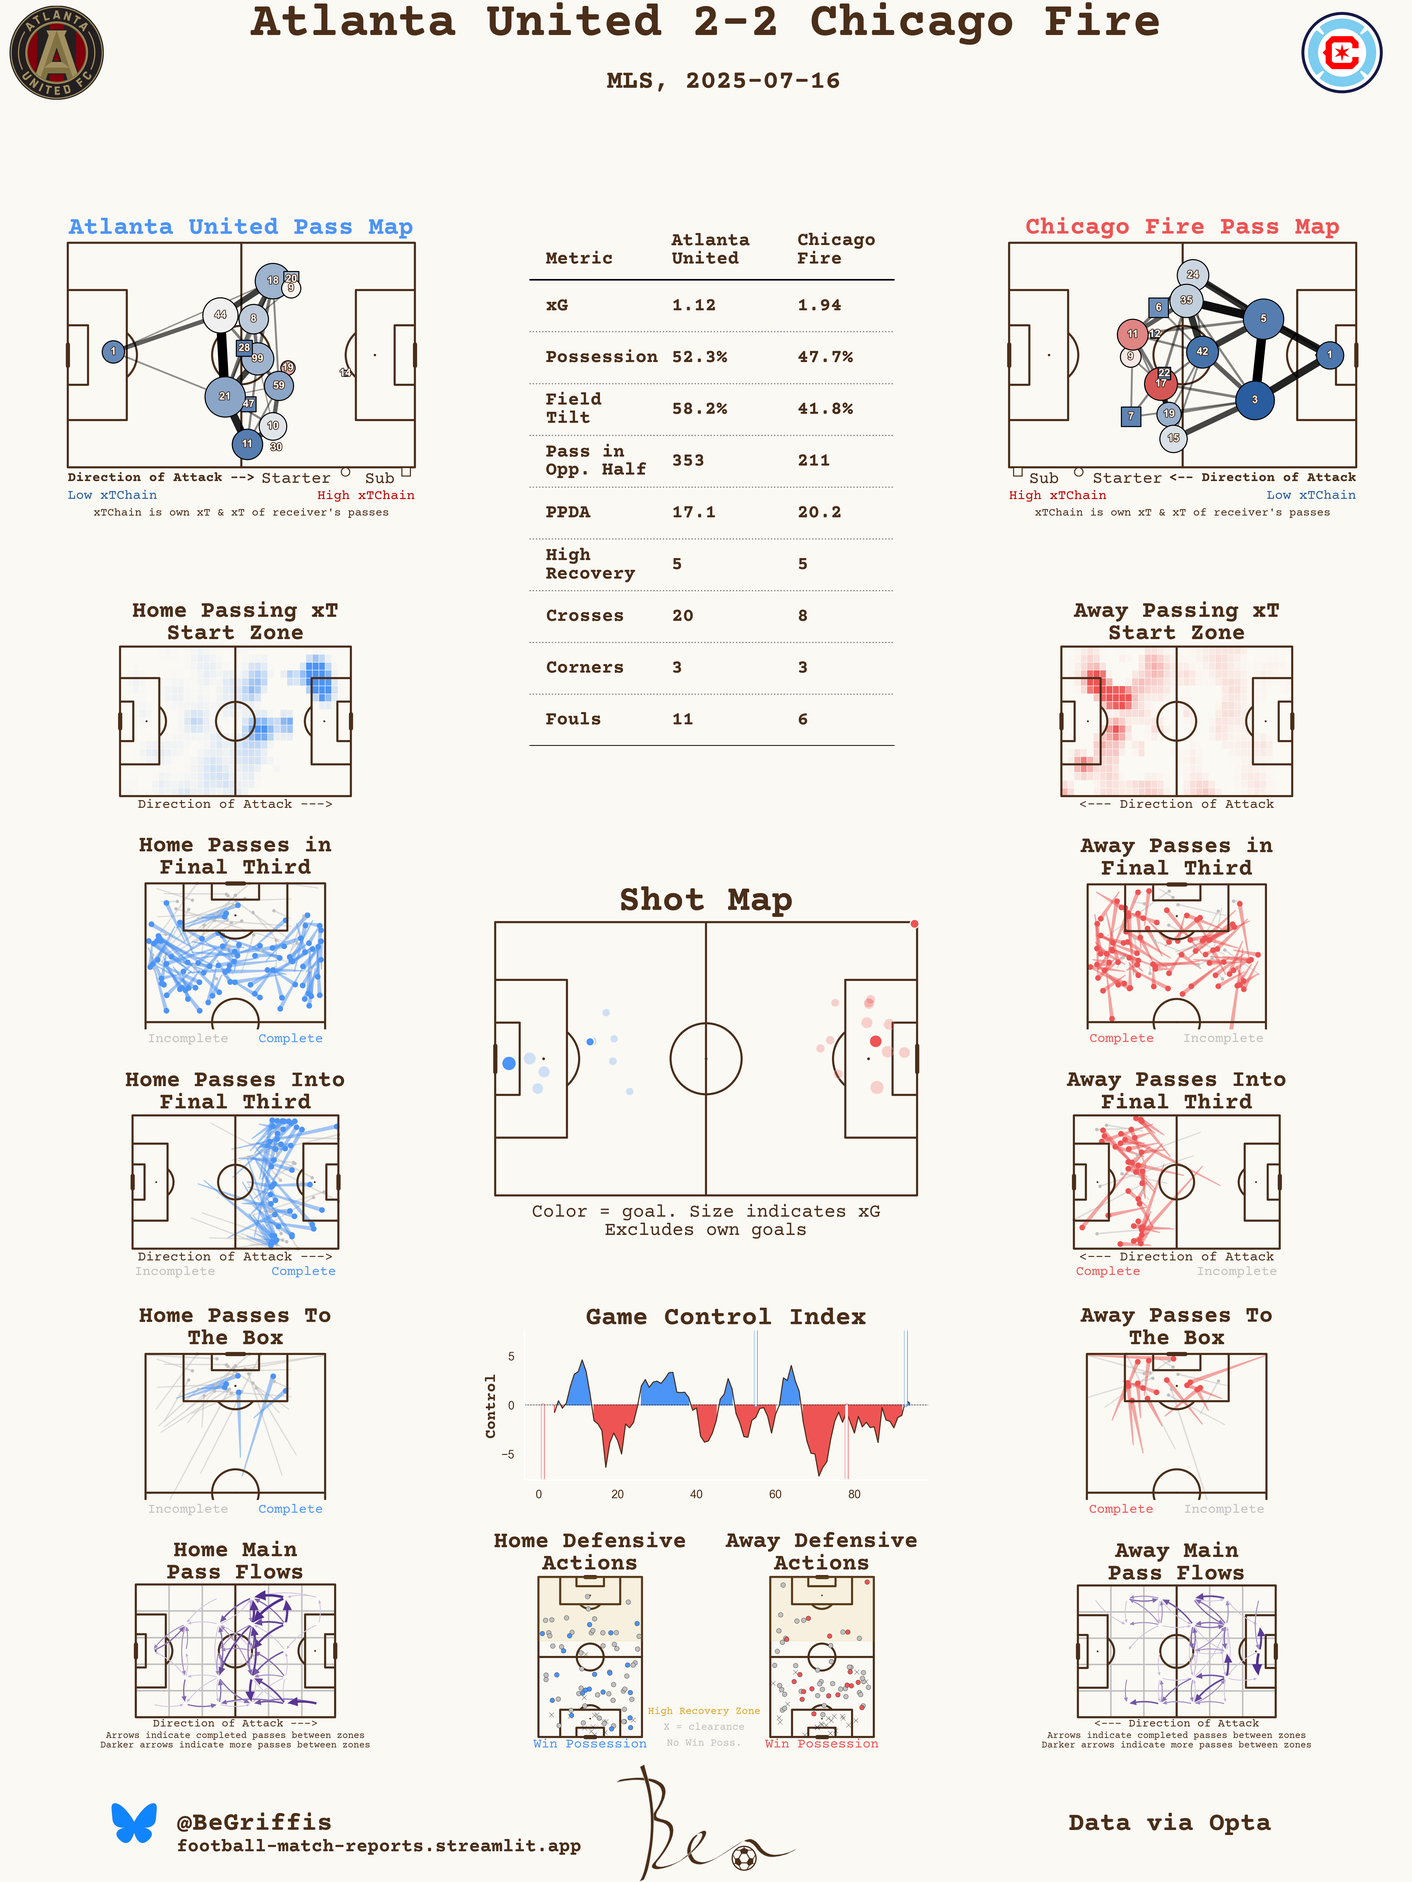 Atlanta United 2-2 Chicago Fire
MLS, 2025-07-16
ATLANTA
UNITED FC
Atlanta United Pass Map
18
20
9
44
8
1
28
99
19
14
59
21
47
10
11
30
Direction of Attack --> Starter Sub
Low xTChain High xTChain
xTChain is own xT & xT of receiver's passes
Metric Atlanta United Chicago Fire
xG 1.12 1.94
Possession 52.3% 47.7%
Field Tilt 58.2% 41.8%
Pass in Opp. Half 353 211
PPDA 17.1 20.2
High Recovery 5 5
Crosses 20 8
Corners 3 3
Fouls 11 6
Chicago Fire Pass Map
24
35
6
5
11
12
42
9
1
22
17
3
7
19
15
Sub Starter <-- Direction of Attack
High xTChain Low xTChain
xTChain is own xT & xT of receiver's passes
Home Passing xT
Start Zone
Direction of Attack --->
Away Passing xT
Start Zone
<--- Direction of Attack
Home Passes in
Final Third
Incomplete Complete
Away Passes in
Final Third
Complete Incomplete
Shot Map
Color = goal. Size indicates xG
Excludes own goals
Home Passes Into
Final Third
Direction of Attack --->
Incomplete Complete
Away Passes Into
Final Third
<--- Direction of Attack
Complete Incomplete
Home Passes To
The Box
Incomplete Complete
Game Control Index
Control
5
0
−5
0 20 40 60 80
Away Passes To
The Box
Complete Incomplete
Home Main
Pass Flows
Direction of Attack --->
Arrows indicate completed passes between zones
Darker arrows indicate more passes between zones
Home Defensive
Actions
Win Possession
High Recovery Zone
X = clearance
No Win Poss.
Away Defensive
Actions
Win Possession
Away Main
Pass Flows
<--- Direction of Attack
Arrows indicate completed passes between zones
Darker arrows indicate more passes between zones
@BeGriffis
football-match-reports.streamlit.app
Ben
Data via Opta